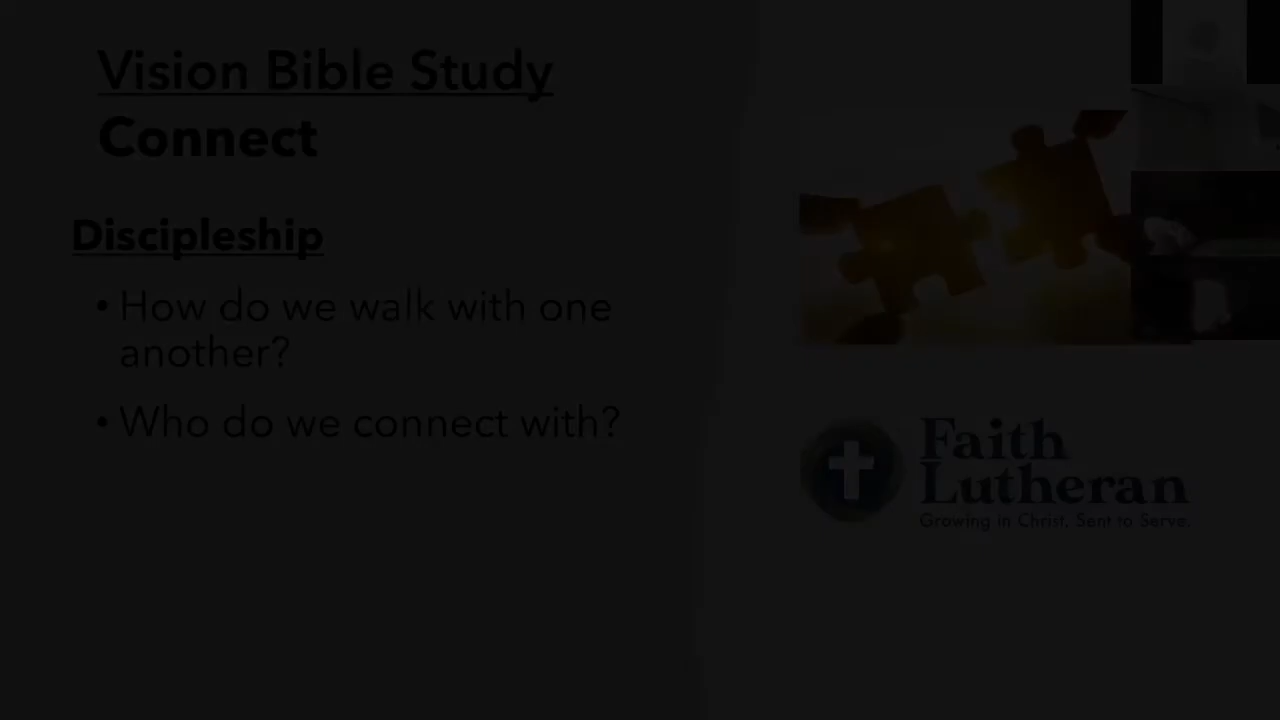 Vision Bible Study
Connect
Discipleship
• How do we walk with one
another?
• Who do we connect with?
Faith
Lutheran
Growing in Christ, Sent to Serve.